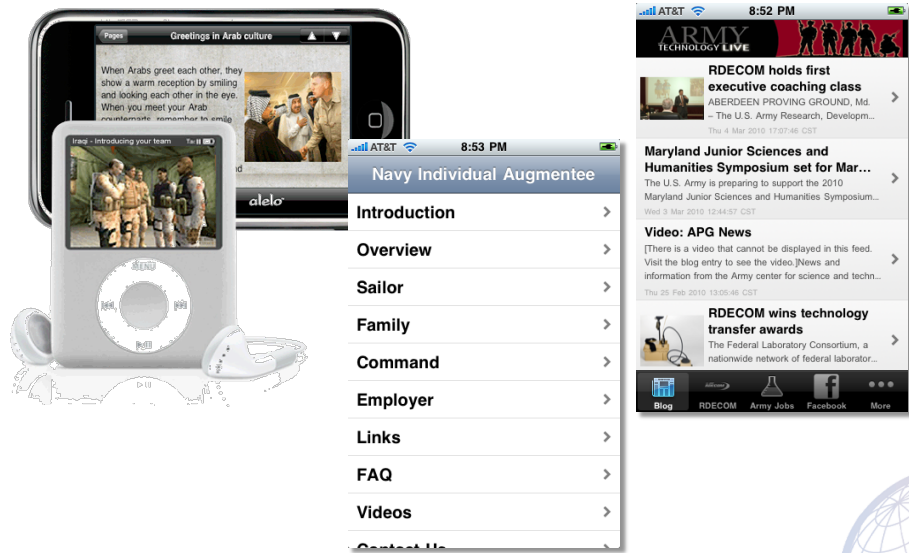 Pages
Greetings in Arab culture
When Arabs greet each other, they
show a warm reception by smiling
and looking each other in the eye.
When you meet your Arab
counterparts, remember to smile
alelo
Iraqi - Introducing your team
MENU
AT&T 8:53 PM
Navy Individual Augmentee
Introduction
Overview
Sailor
Family
Command
Employer
Links
FAQ
Videos
Contact Us
AT&T 8:52 PM
ARMY
TECHNOLOGY LIVE
RDECOM holds first
executive coaching class
ABERDEEN PROVING GROUND, Md.
– The U.S. Army Research, Developm...
Thu 4 Mar 2010 17:07:46 CST
Maryland Junior Sciences and
Humanities Symposium set for Mar...
The U.S. Army is preparing to support the 2010
Maryland Junior Sciences and Humanities Symposium...
Wed 3 Mar 2010 12:44:57 CST
Video: APG News
[There is a video that cannot be displayed in this feed.
Visit the blog entry to see the video.]News and
information from the Army center for science and techn...
Thu 25 Feb 2010 13:05:46 CST
RDECOM wins technology
transfer awards
The Federal Laboratory Consortium, a
nationwide network of federal laborator...
Blog
RDECOM
Army Jobs
Facebook
More